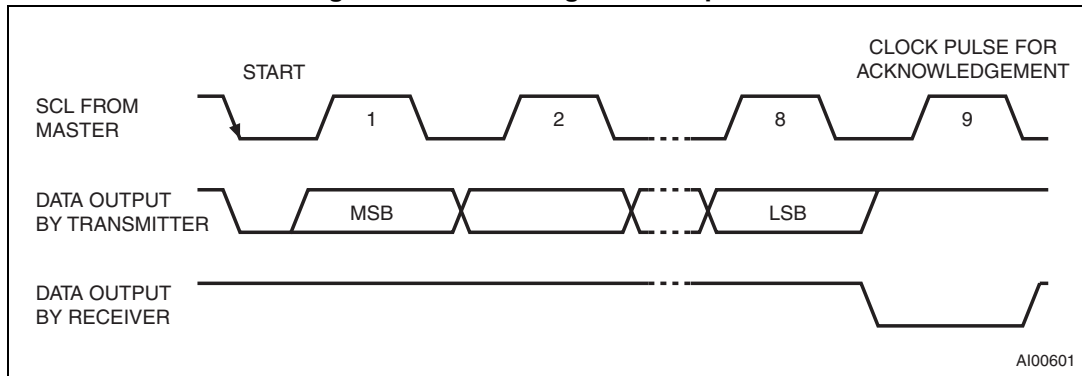 START
CLOCK PULSE FOR
ACKNOWLEDGEMENT
SCL FROM
MASTER
1
2
8
9
DATA OUTPUT
BY TRANSMITTER
MSB
LSB
DATA OUTPUT
BY RECEIVER
AI00601